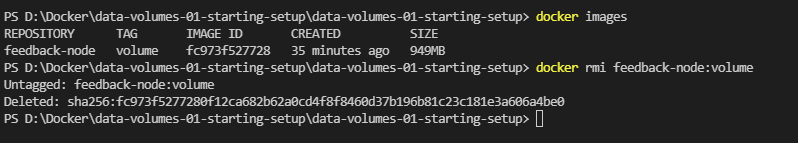 PS D:\Docker\data-volumes-01-starting-setup\data-volumes-01-starting-setup> docker images
REPOSITORY TAG IMAGE ID CREATED SIZE
feedback-node volume fc973f527728 35 minutes ago 949MB
PS D:\Docker\data-volumes-01-starting-setup\data-volumes-01-starting-setup> docker rmi feedback-node:volume
Untagged: feedback-node:volume
Deleted: sha256:fc973f5277280f12ca682b62a0cd4f8f8460d37b196b81c23c181e3a606a4be0
PS D:\Docker\data-volumes-01-starting-setup\data-volumes-01-starting-setup>